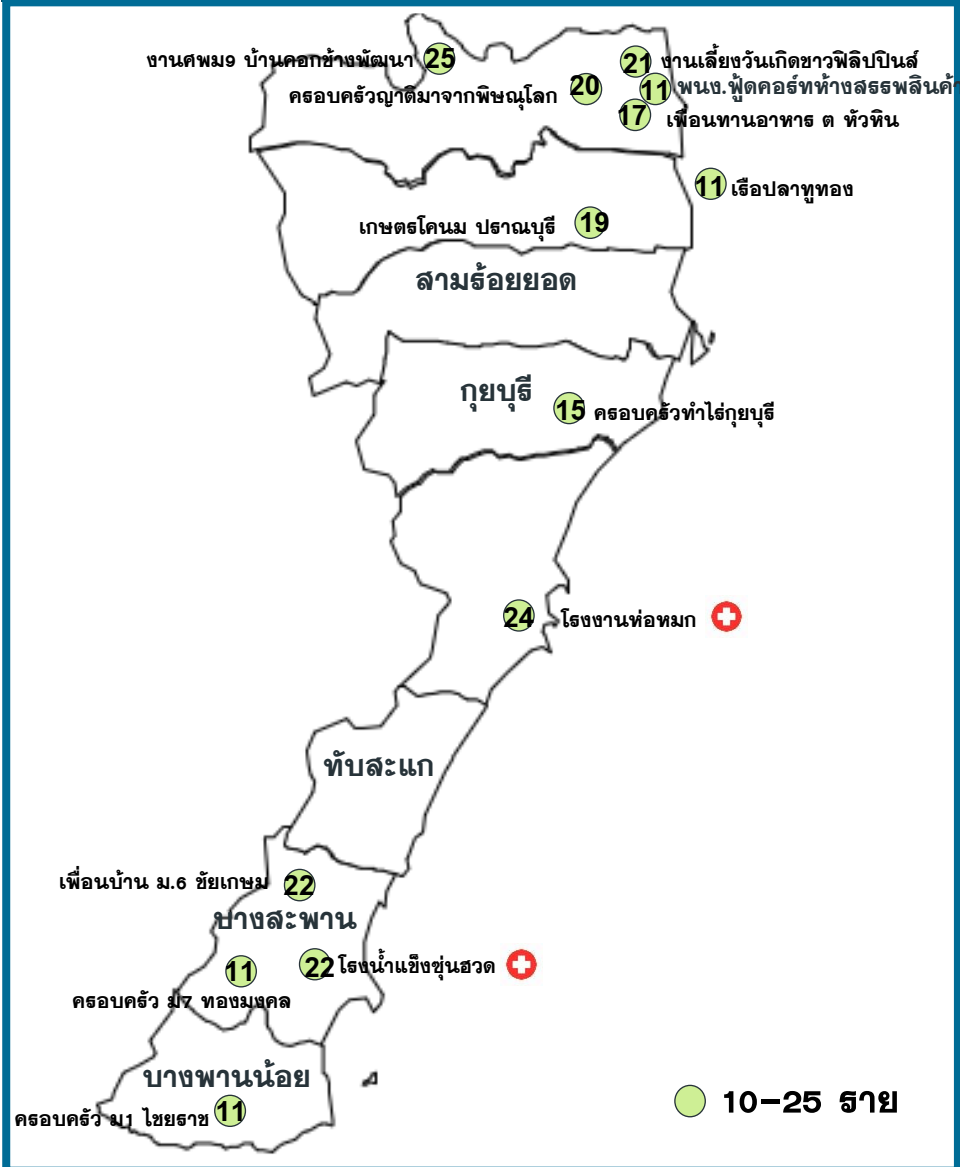 งานศพม9 บ้านคอกช้างพัฒนา 25
21 งานเลี้ยงวันเกิดชาวฟิลิปปินส์
ครอบครัวญาติมาจากพิษณุโลก 20
11 พนง.ฟู้ดคอร์ทห้างสรรพสินค้า
17 เพื่อนทานอาหาร ต หัวหิน
11 เรือปลาทูทอง
เกษตรโคนม ปราณบุรี 19
สามร้อยยอด
กุยบุรี
15 ครอบครัวทำไร่กุยบุรี
24 โรงงานห่อหมก
ทับสะแก
เพื่อนบ้าน ม.6 ชัยเกษม 22
บางสะพาน
11
22 โรงน้ำแข็งซุ่นฮวด
ครอบครัว ม7 ทองมงคล
บางพานน้อย
ครอบครัว ม1 ไชยราช 11
10-25 ราย